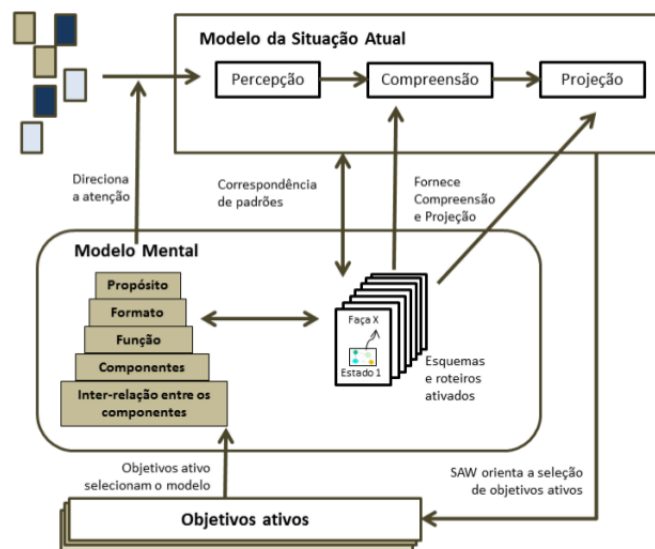 Modelo da Situação Atual
Percepção
Compreensão
Projeção
Direciona
a atenção
Correspondência
de padrões
Fornece
Compreensão
e Projeção
Modelo Mental
Propósito
Formato
Função
Componentes
Inter-relação entre os
componentes
Faça X
Estado 1
Esquemas
e roteiros
ativados
Objetivos ativo
selecionam o modelo
SAW orienta a seleção
de objetivos ativos
Objetivos ativos